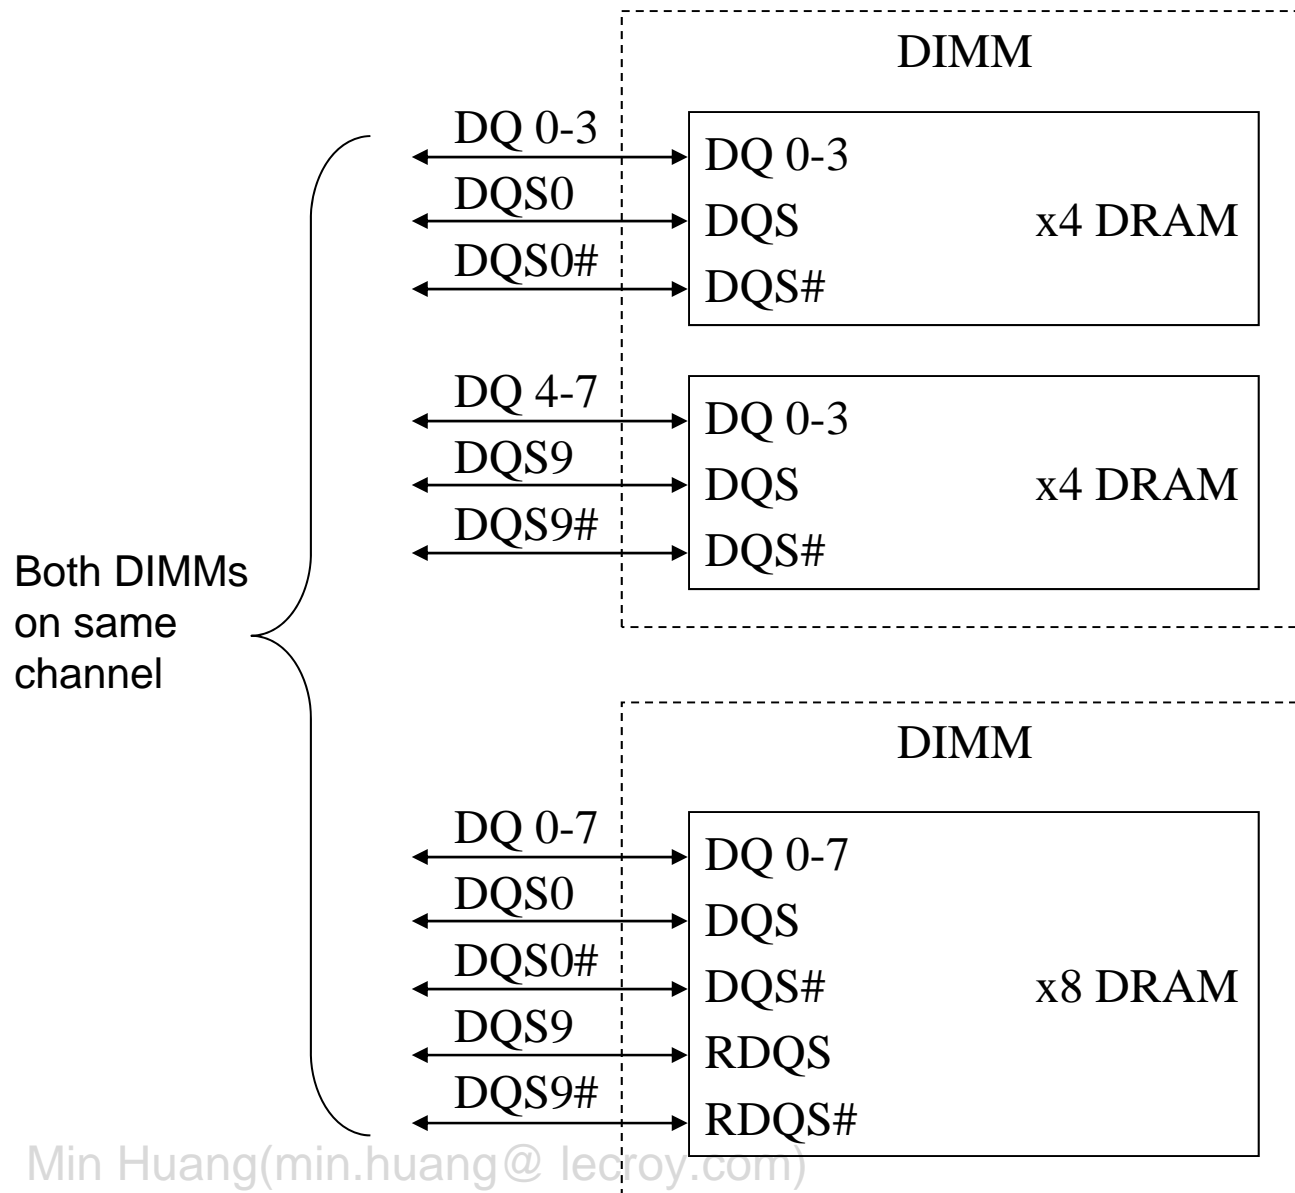 DIMM
DQ 0-3
DQS0
DQS0#
DQ 0-3
DQS
DQS#
x4 DRAM
DQ 4-7
DQS9
DQS9#
DQ 0-3
DQS
DQS#
x4 DRAM
Both DIMMs
on same
channel
DIMM
DQ 0-7
DQS0
DQS0#
DQS9
DQS9#
DQ 0-7
DQS
DQS#
RDQS
RDQS#
x8 DRAM
Min Huang(min.huang@ lecroy.com)